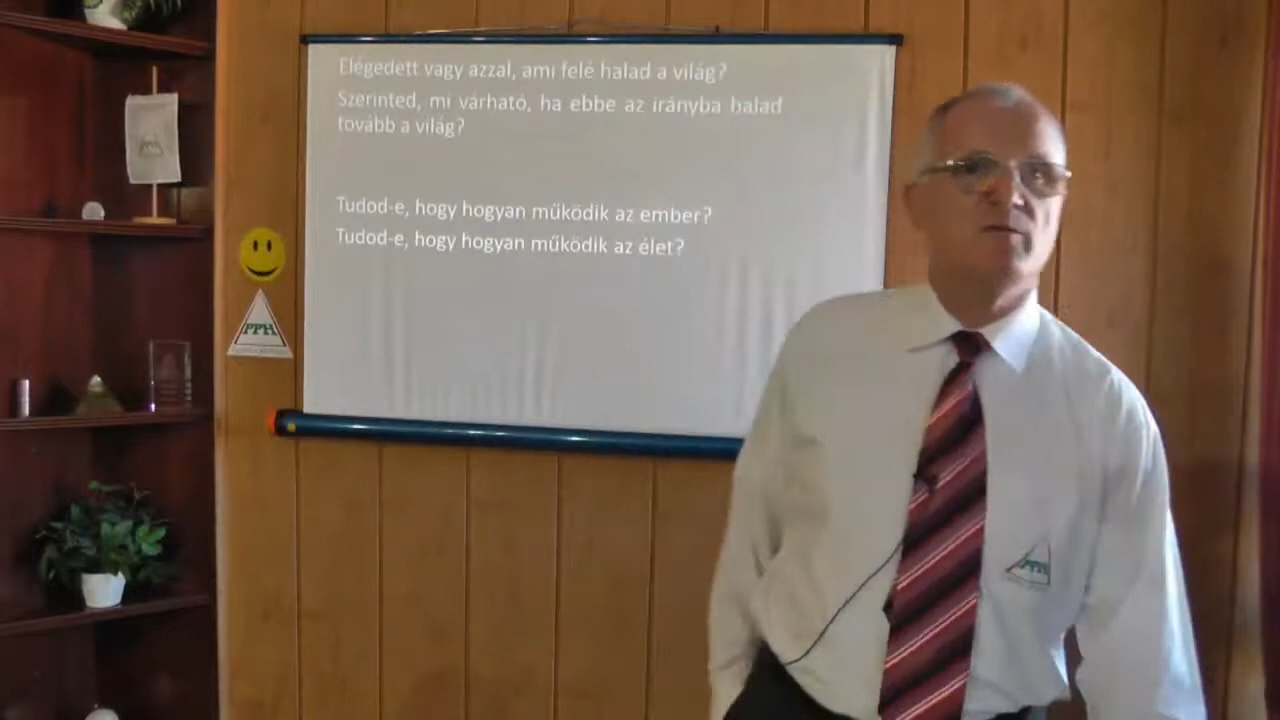 Elégedett vagy azzal, ami felé halad a világ?
Szerinted, mi várható, ha ebbe az irányba halad
tovább a világ?
Tudod-e, hogy hogyan működik az ember?
Tudod-e, hogy hogyan működik az élet?
PPH
PPH